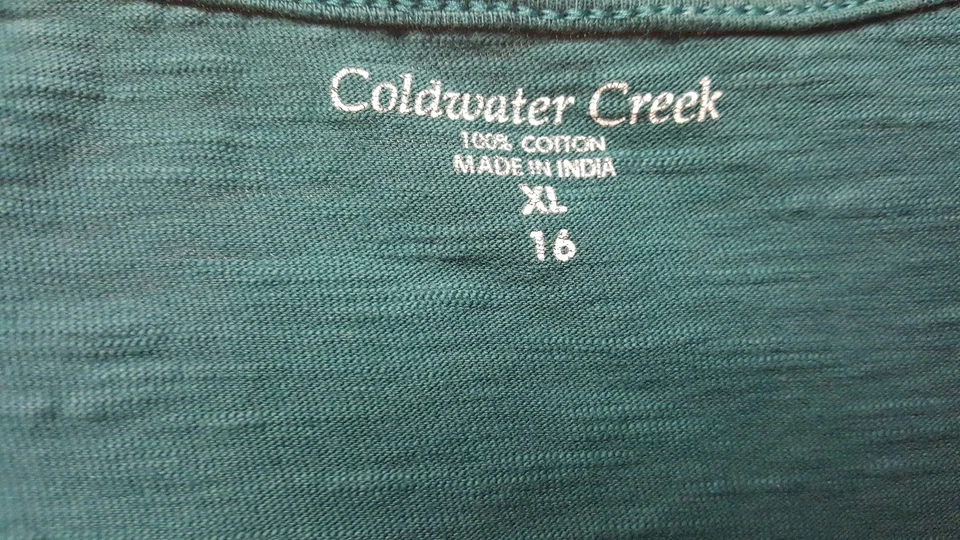 Coldwater Creek
100% COTTON
MADE IN INDIA
XL
16